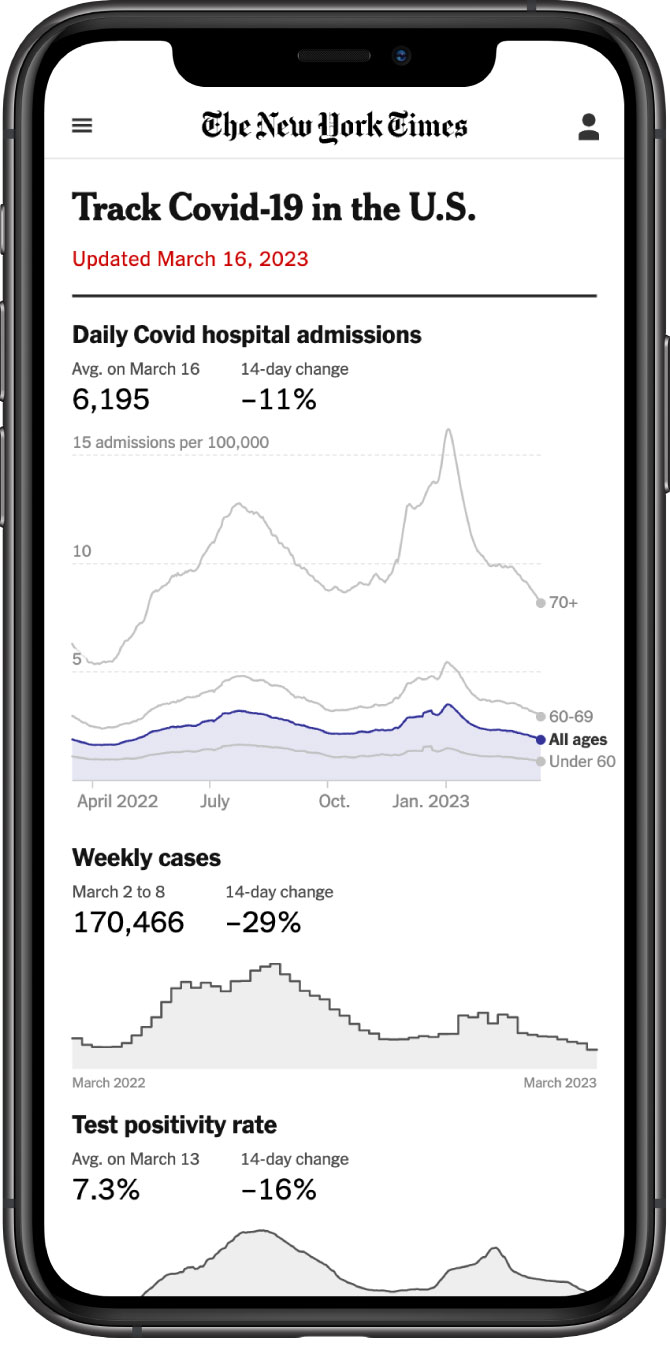 The New York Times
Track Covid-19 in the U.S.
Updated March 16, 2023
Daily Covid hospital admissions
Avg. on March 16 14-day change
6,195 –11%
15 admissions per 100,000
10
70+
5
60-69
All ages
Under 60
April 2022 July Oct. Jan. 2023
Weekly cases
March 2 to 8 14-day change
170,466 –29%
March 2022 March 2023
Test positivity rate
Avg. on March 13 14-day change
7.3% –16%